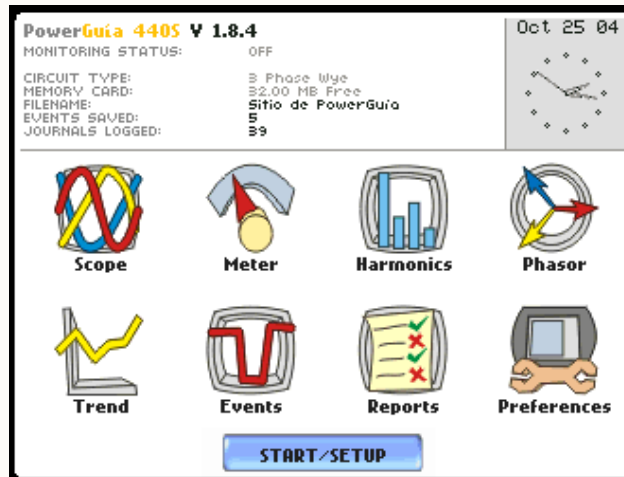 PowerGuía 440S V 1.8.4
Oct 25 04
MONITORING STATUS: OFF
CIRCUIT TYPE: 3 Phase Wye
MEMORY CARD: 32.00 MB Free
FILENAME: Sitio de PowerGuía
EVENTS SAVED: 5
JOURNALS LOGGED: 39
Scope
Meter
Harmonics
Phasor
Trend
Events
Reports
Preferences
START/SETUP